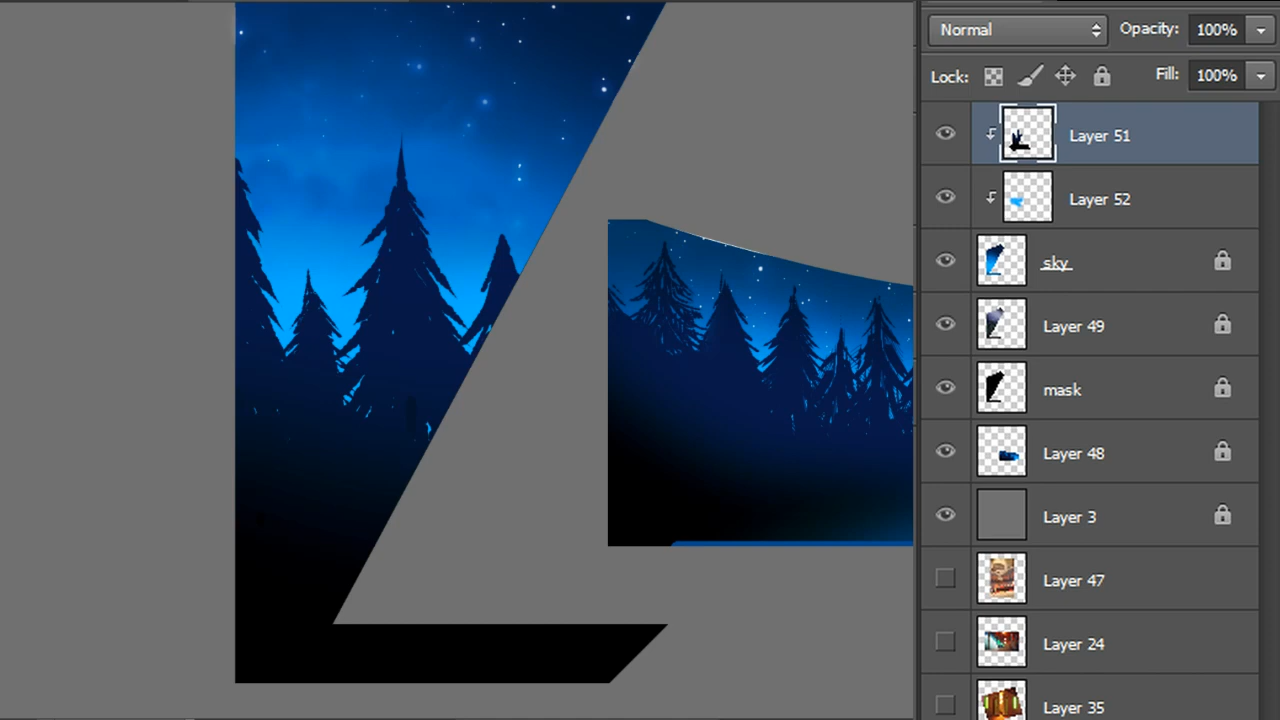 Normal Opacity: 100%
Lock: Fill: 100%
Layer 51
Layer 52
sky
Layer 49
mask
Layer 48
Layer 3
Layer 47
Layer 24
Layer 35